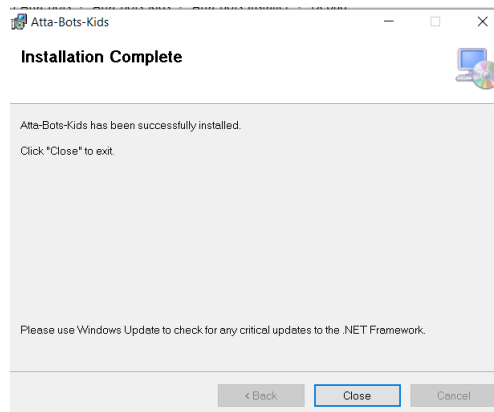 Atta-Bots-Kids
Installation Complete
Atta-Bots-Kids has been successfully installed.
Click "Close" to exit.
Please use Windows Update to check for any critical updates to the .NET Framework.
< Back
Close
Cancel